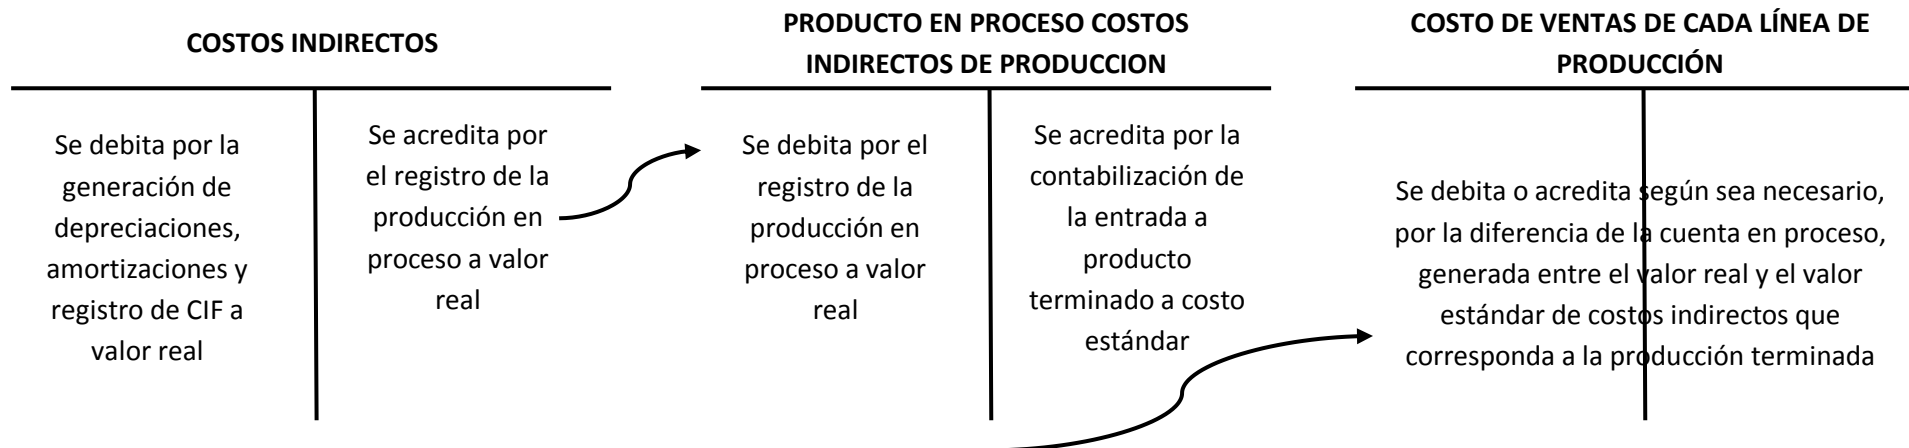 COSTOS INDIRECTOS
Se debita por la
generación de
depreciaciones,
amortizaciones y
registro de CIF a
valor real
Se acredita por
el registro de la
producción en
proceso a valor
real
PRODUCTO EN PROCESO COSTOS
INDIRECTOS DE PRODUCCION
Se debita por el
registro de la
producción en
proceso a valor
real
Se acredita por la
contabilización de
la entrada a
producto
terminado a costo
estándar
COSTO DE VENTAS DE CADA LÍNEA DE
PRODUCCIÓN
Se debita o acredita según sea necesario,
por la diferencia de la cuenta en proceso,
generada entre el valor real y el valor
estándar de costos indirectos que
corresponda a la producción terminada